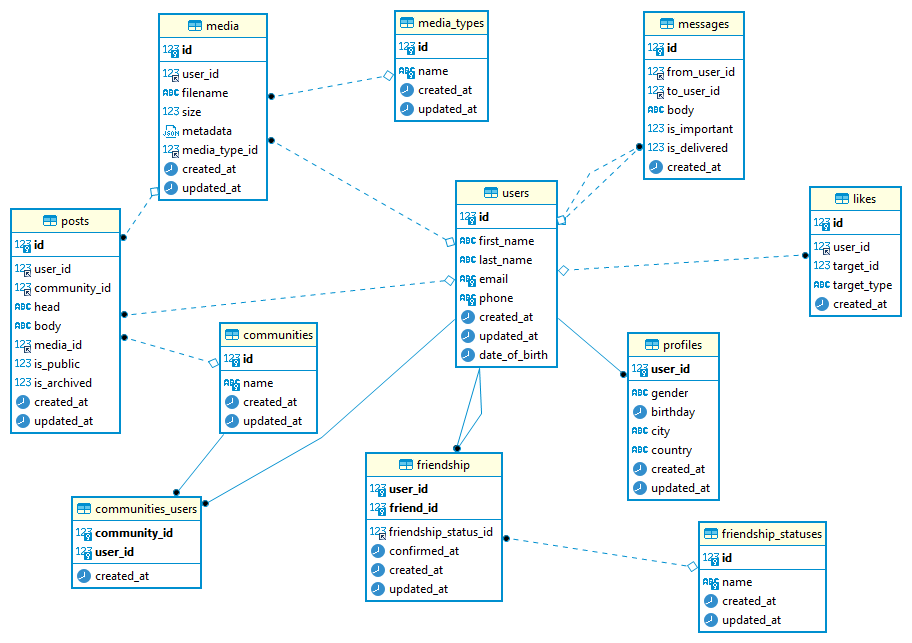 media
123 id
123 user_id
ABC filename
123 size
JSON metadata
123 media_type_id
created_at
updated_at
media_types
123 id
ABC name
created_at
updated_at
messages
123 id
123 from_user_id
123 to_user_id
ABC body
123 is_important
123 is_delivered
created_at
users
123 id
ABC first_name
ABC last_name
ABC email
ABC phone
created_at
updated_at
date_of_birth
likes
123 id
123 user_id
123 target_id
ABC target_type
created_at
posts
123 id
123 user_id
123 community_id
ABC head
ABC body
123 media_id
123 is_public
123 is_archived
created_at
updated_at
communities
123 id
ABC name
created_at
updated_at
profiles
123 user_id
ABC gender
birthday
ABC city
ABC country
created_at
updated_at
communities_users
123 community_id
123 user_id
created_at
friendship
123 user_id
123 friend_id
123 friendship_status_id
confirmed_at
created_at
updated_at
friendship_statuses
123 id
ABC name
created_at
updated_at